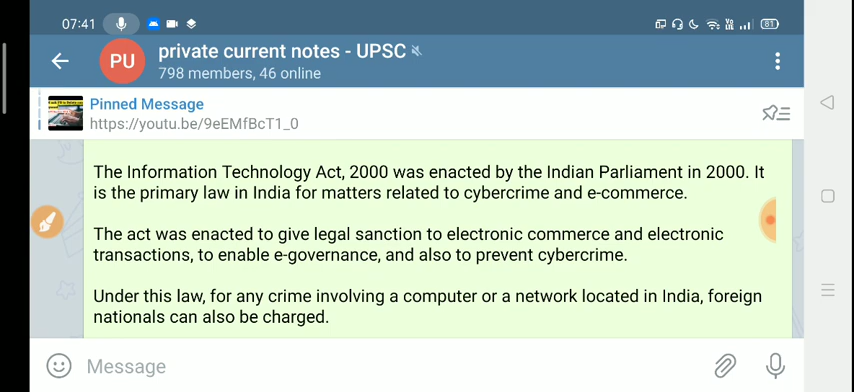 07:41
81
PU
private current notes - UPSC
798 members, 46 online
Pinned Message
https://youtu.be/9eEMfBcT1_0
The Information Technology Act, 2000 was enacted by the Indian Parliament in 2000. It
is the primary law in India for matters related to cybercrime and e-commerce.
The act was enacted to give legal sanction to electronic commerce and electronic
transactions, to enable e-governance, and also to prevent cybercrime.
Under this law, for any crime involving a computer or a network located in India, foreign
nationals can also be charged.
Message